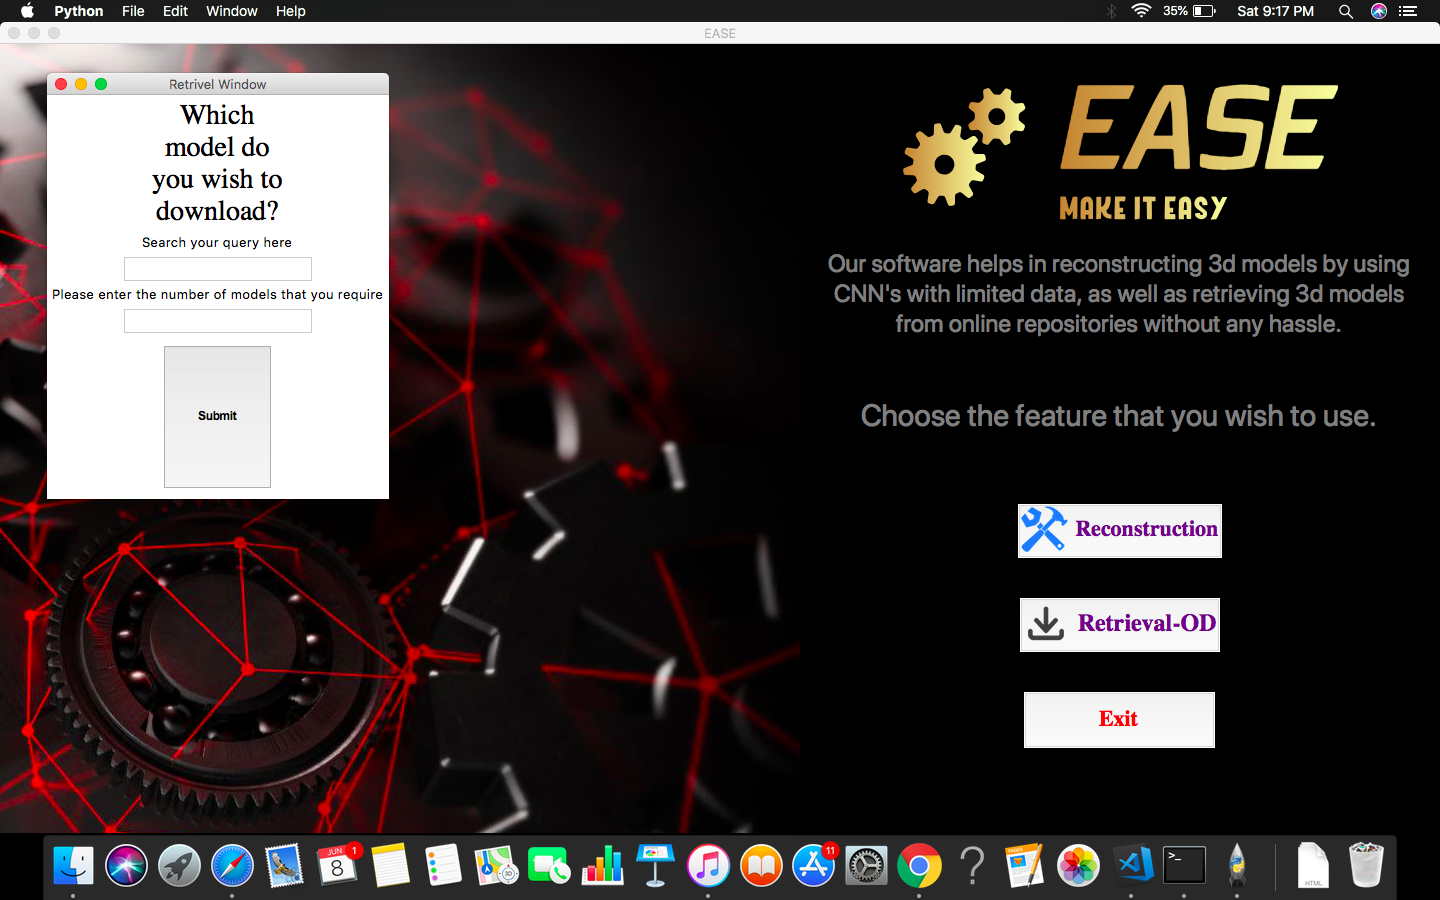 Python File Edit Window Help
35% Sat 9:17 PM
EASE
Retrivel Window
Which
model do
you wish to
download?
Search your query here
Please enter the number of models that you require
Submit
EASE
MAKE IT EASY
Our software helps in reconstructing 3d models by using
CNN's with limited data, as well as retrieving 3d models
from online repositories without any hassle.
Choose the feature that you wish to use.
Reconstruction
Retrieval-OD
Exit
JUN
8
1
3D
11
PAGES
>_
HTML